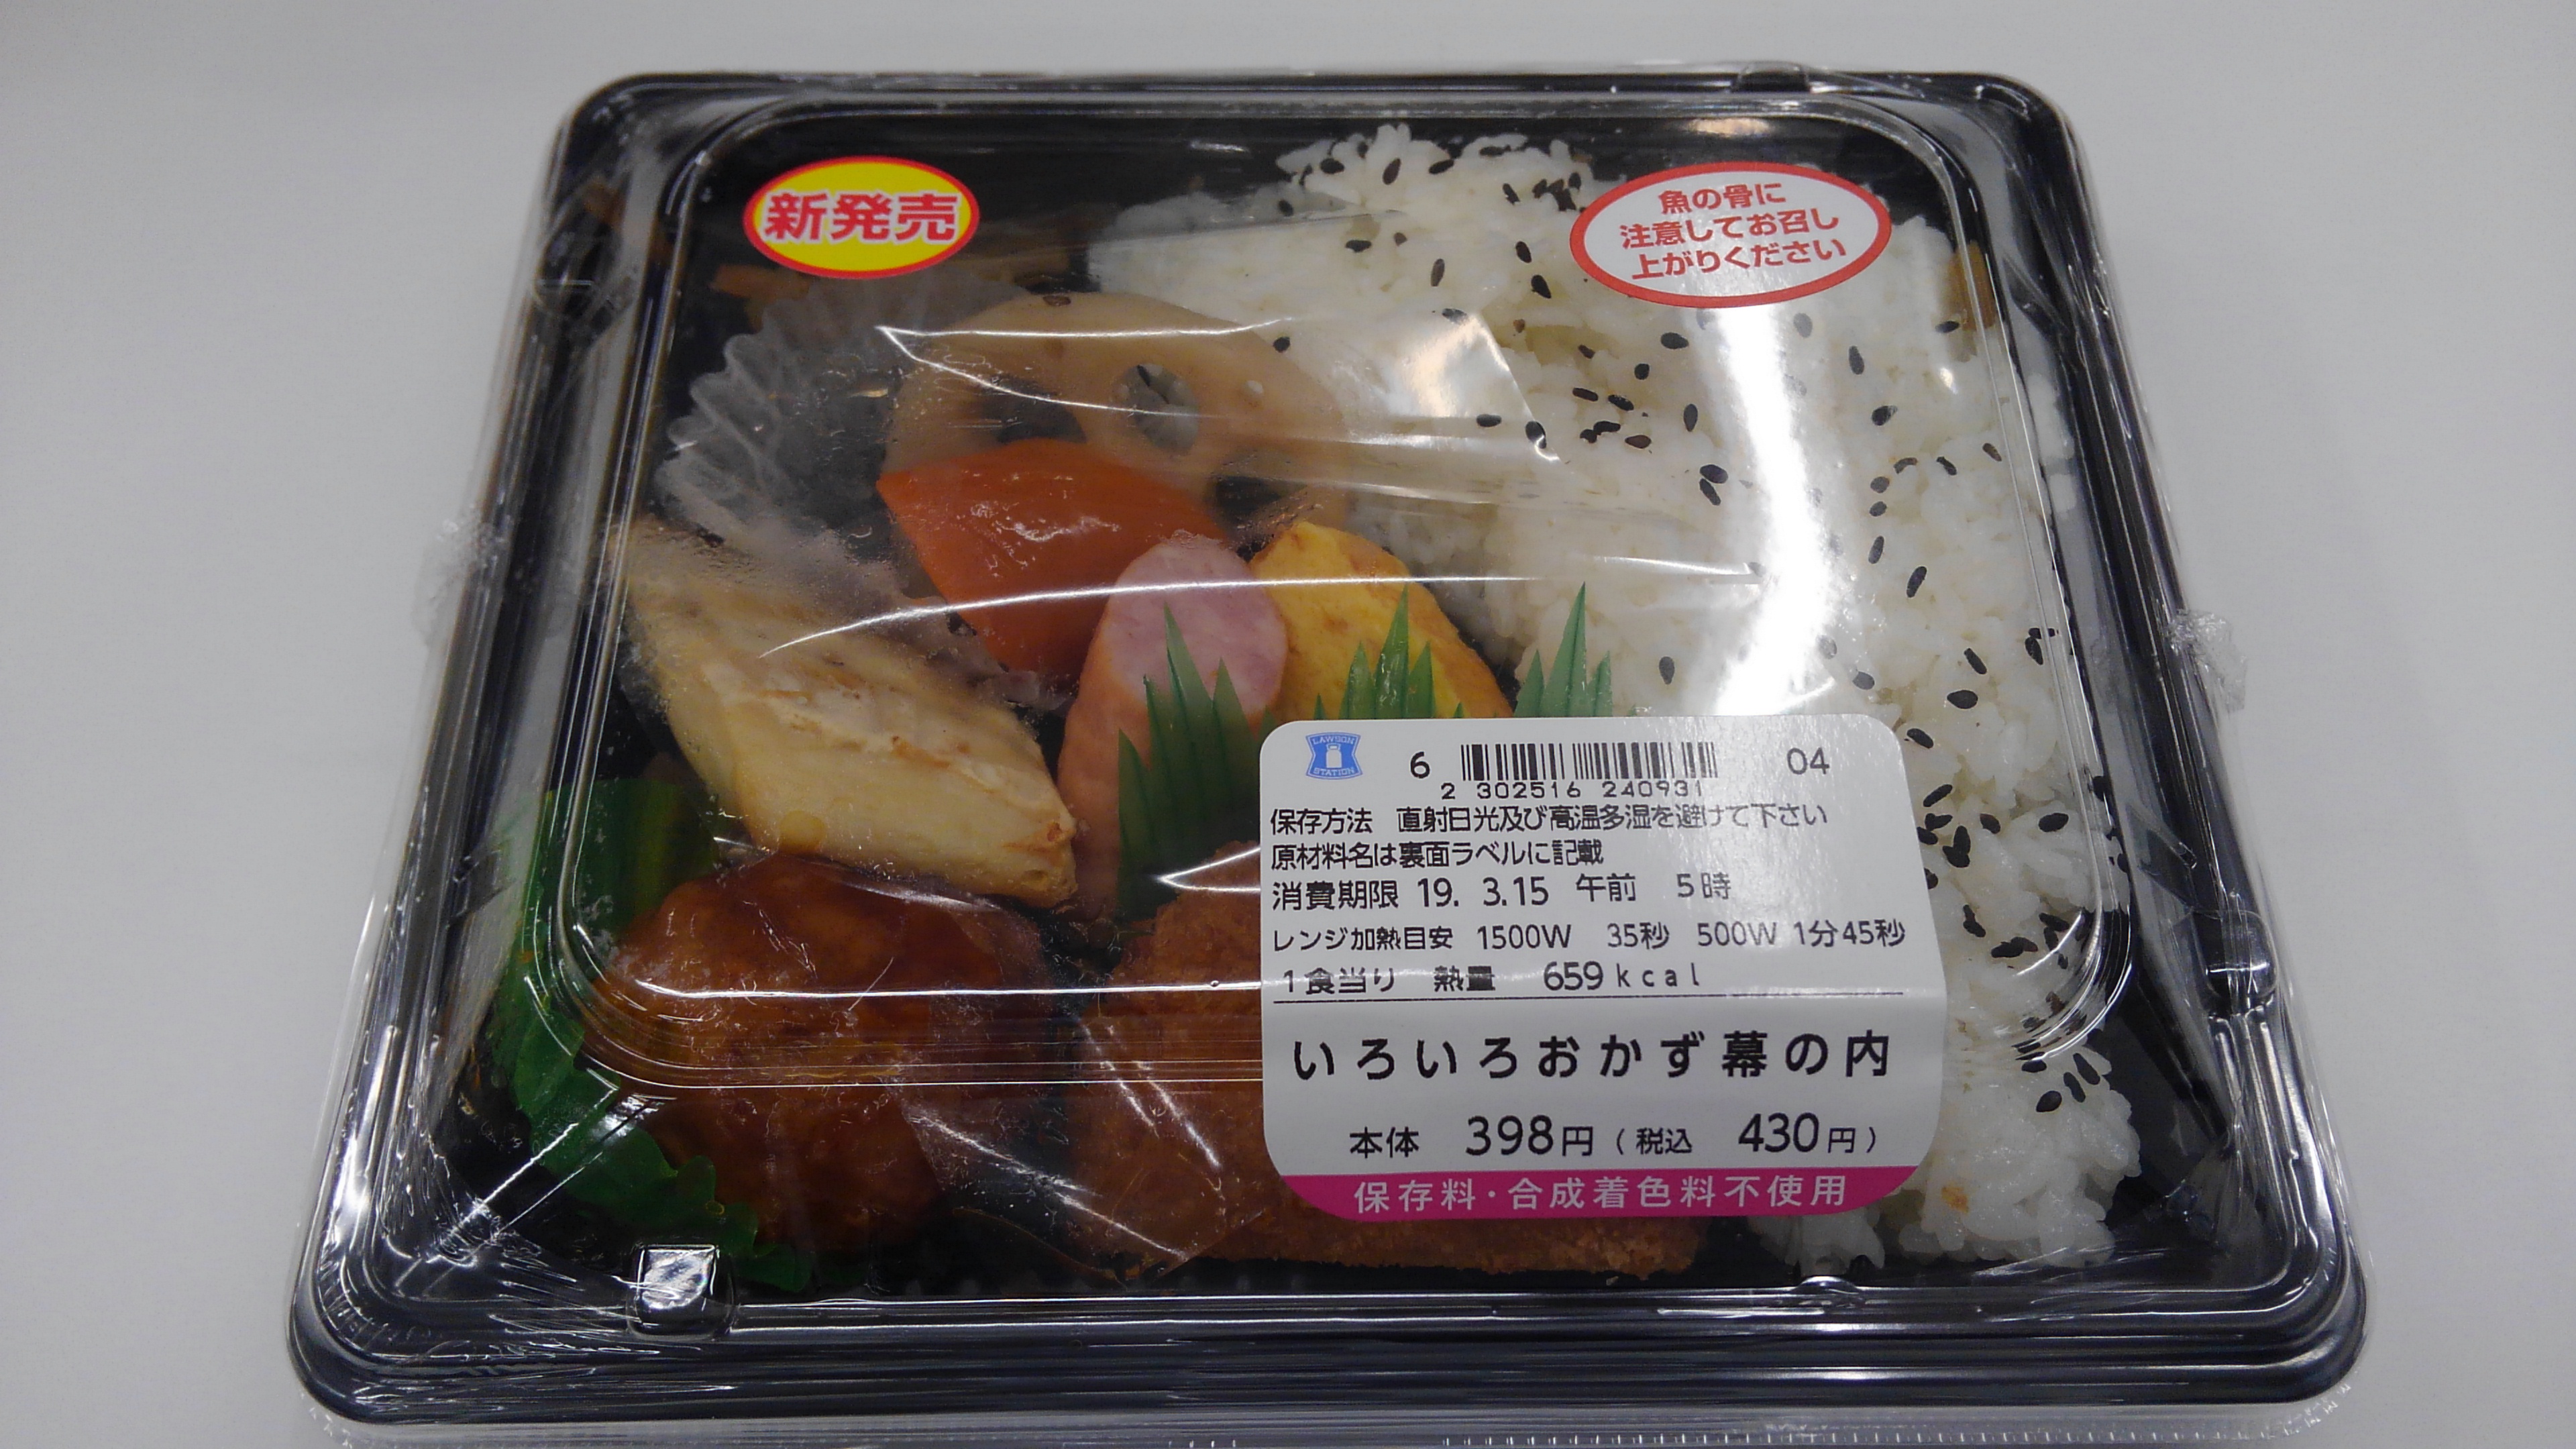 新発売
魚の骨に
注意してお召し
上がりください
LAWSON
STATION
6
04
2 302516 240931
保存方法 直射日光及び高温多湿を避けて下さい
原材料名は裏面ラベルに記載
消費期限 19. 3.15 午前 5時
レンジ加熱目安 1500W 35秒 500W 1分45秒
1食当り 熱量 659kcal
いろいろおかず幕の内
本体 398円(税込 430円)
保存料・合成着色料不使用